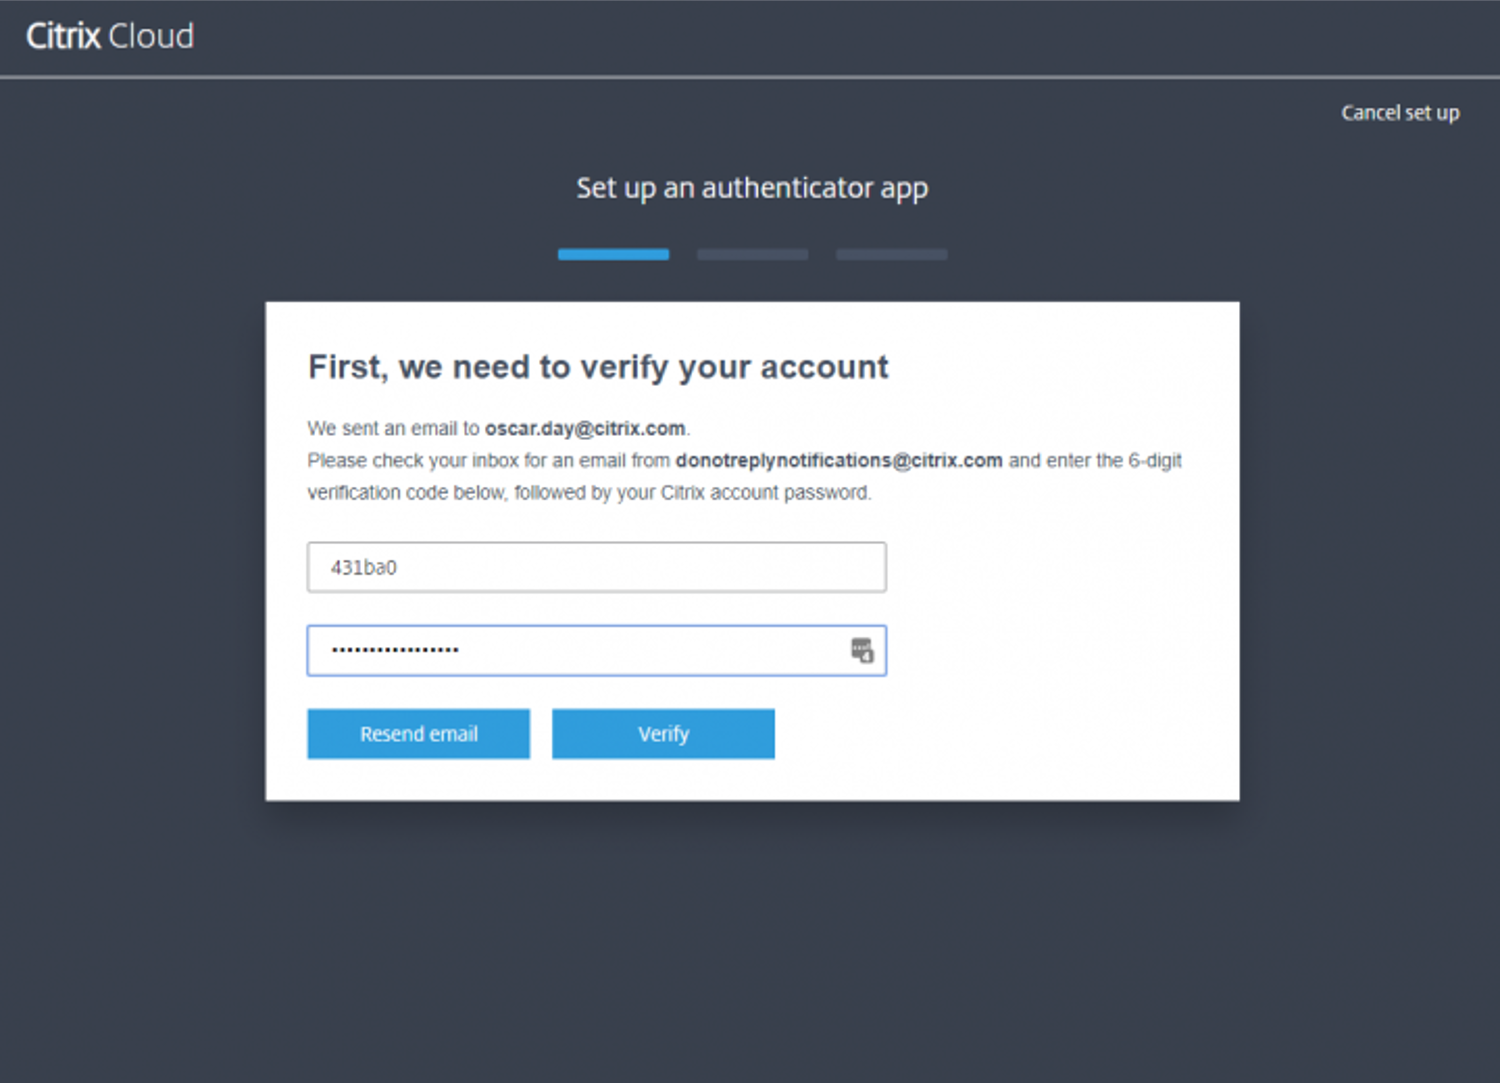 Citrix Cloud
Cancel set up
Set up an authenticator app
First, we need to verify your account
We sent an email to oscar.day@citrix.com.
Please check your inbox for an email from donotreplynotifications@citrix.com and enter the 6-digit
verification code below, followed by your Citrix account password.
431ba0
•••••••••••••••••
4
Resend email
Verify